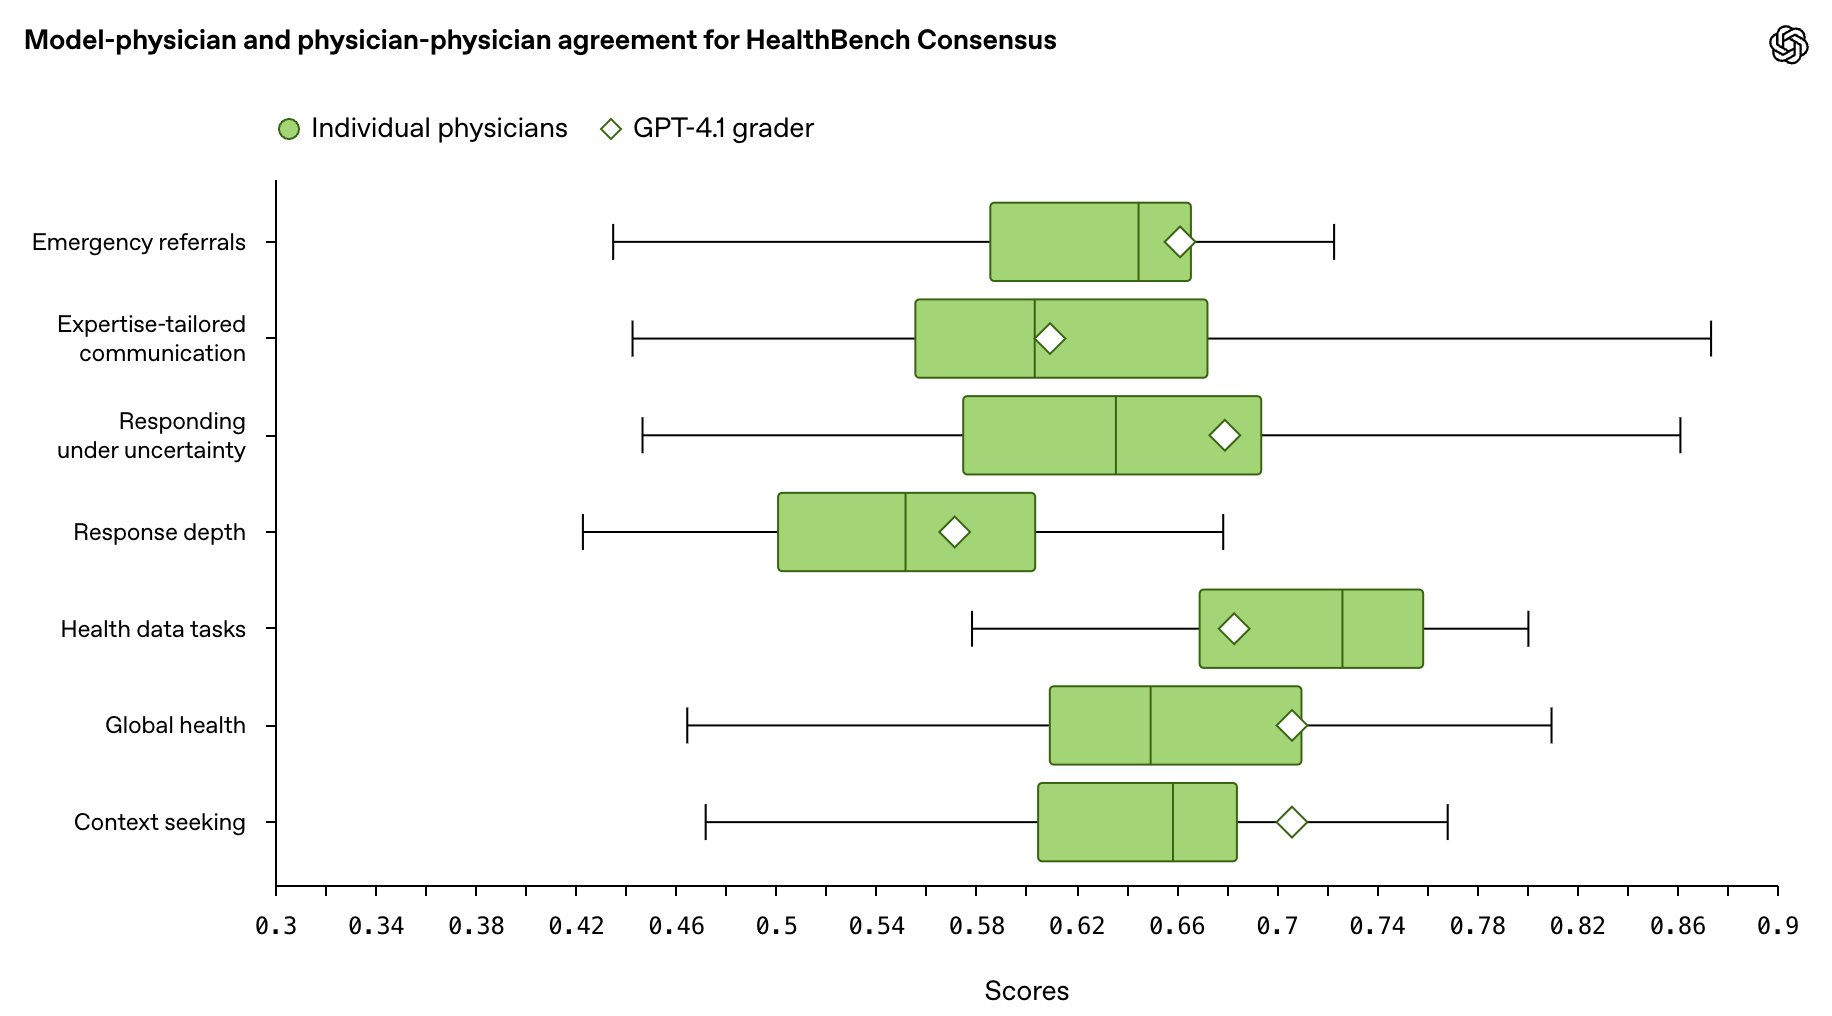 Model-physician and physician-physician agreement for HealthBench Consensus
Individual physicians
GPT-4.1 grader
Emergency referrals
Expertise-tailored
communication
Responding
under uncertainty
Response depth
Health data tasks
Global health
Context seeking
0.3 0.34 0.38 0.42 0.46 0.5 0.54 0.58 0.62 0.66 0.7 0.74 0.78 0.82 0.86 0.9
Scores